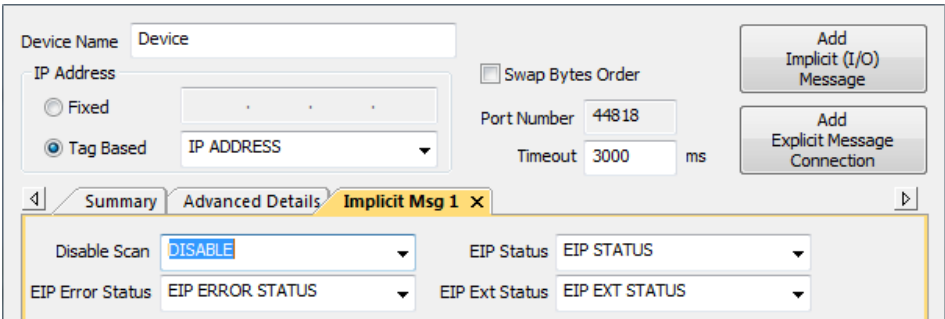 Device Name Device
IP Address
Fixed . . .
Tag Based IP ADDRESS
Swap Bytes Order
Port Number 44818
Timeout 3000 ms
Add
Implicit (I/O)
Message
Add
Explicit Message
Connection
Summary Advanced Details Implicit Msg 1 X
Disable Scan DISABLE EIP Status EIP STATUS
EIP Error Status EIP ERROR STATUS EIP Ext Status EIP EXT STATUS